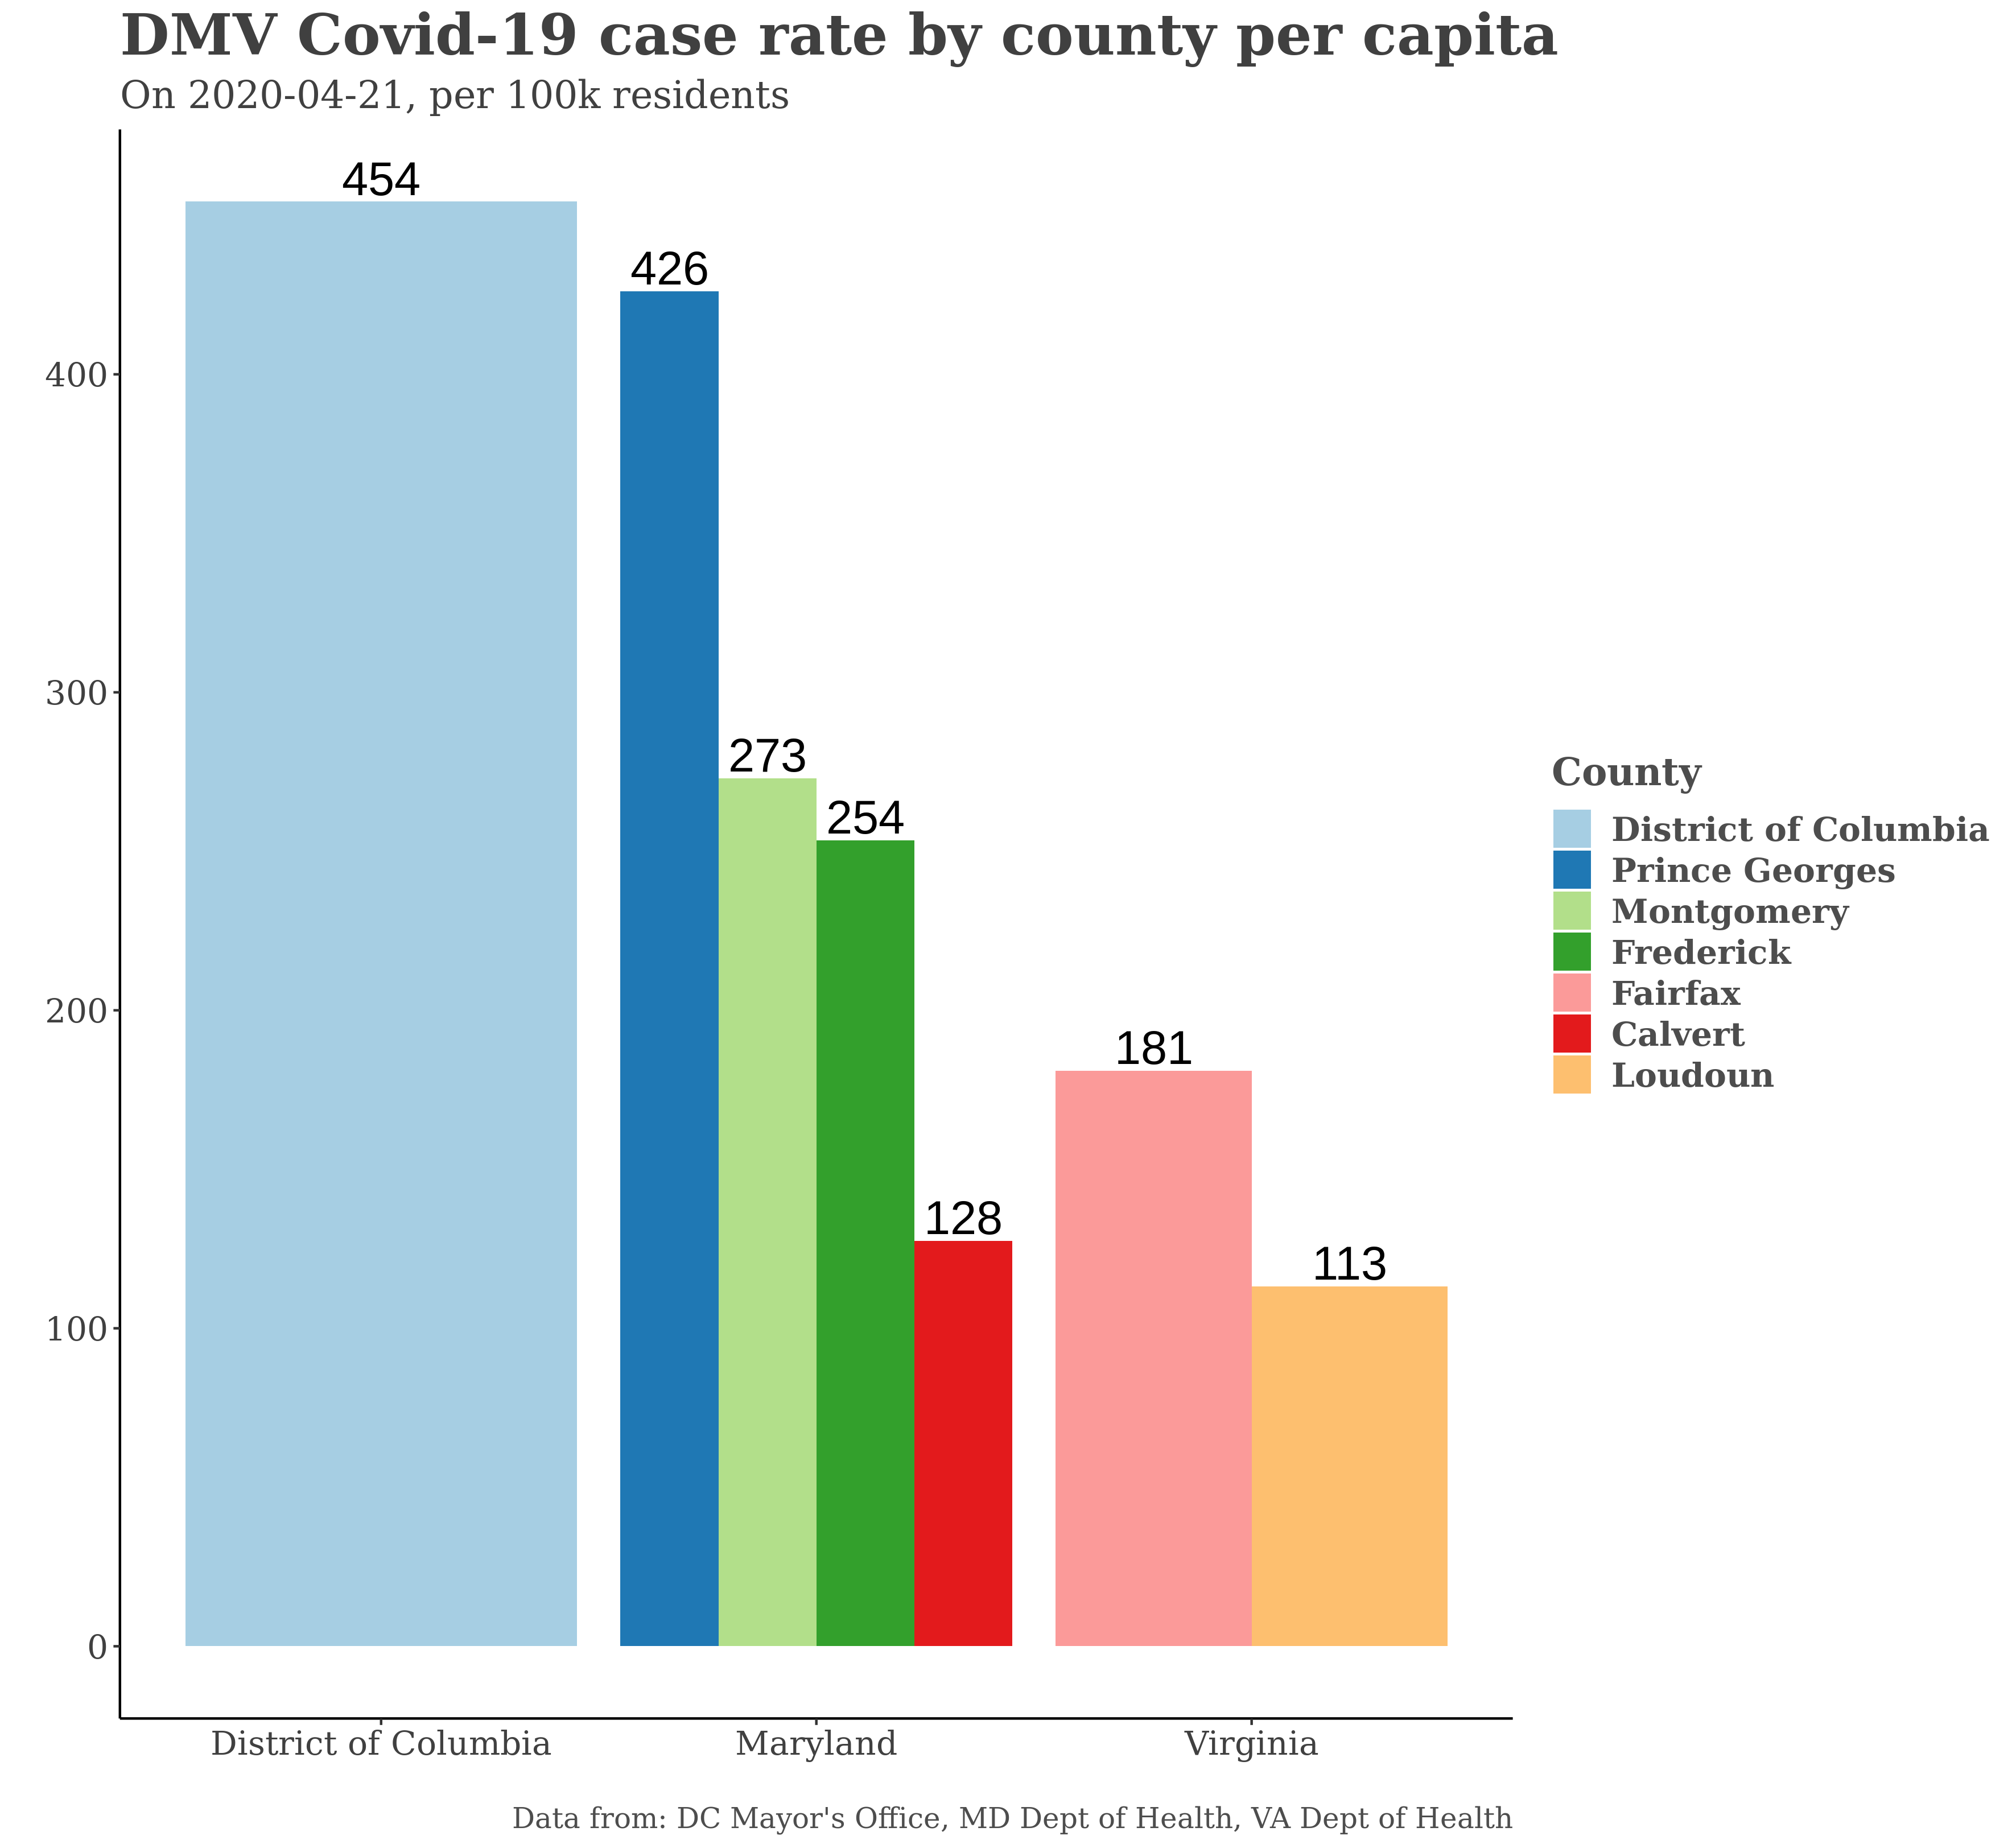 DMV Covid-19 case rate by county per capita
On 2020-04-21, per 100k residents
454
426
400
300
273
254
200
181
128
113
100
0
County
District of Columbia
Prince Georges
Montgomery
Frederick
Fairfax
Calvert
Loudoun
District of Columbia Maryland Virginia
Data from: DC Mayor's Office, MD Dept of Health, VA Dept of Health